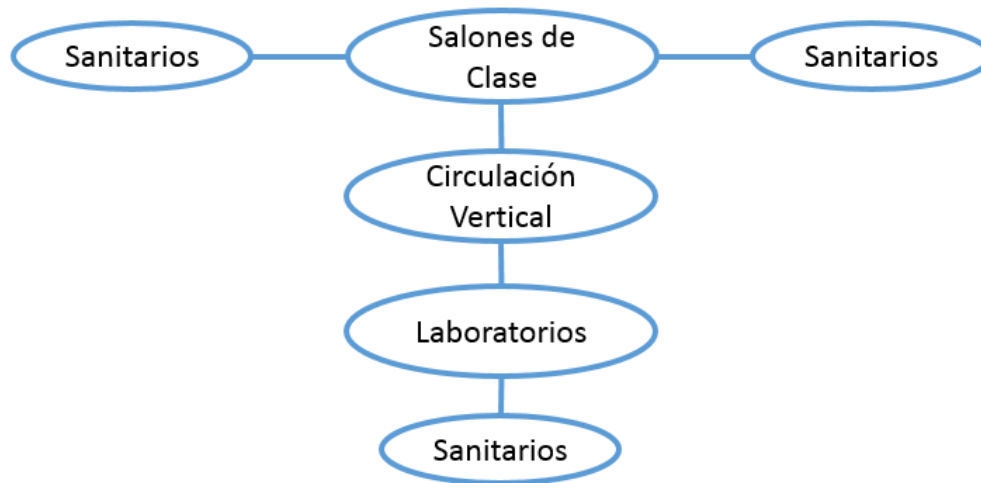 Sanitarios
Salones de
Clase
Sanitarios
Circulación
Vertical
Laboratorios
Sanitarios